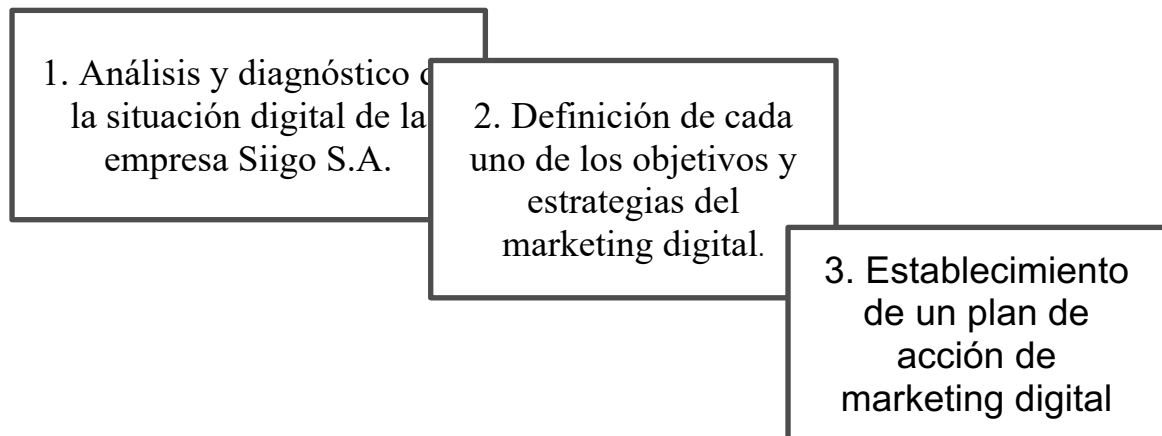 1. Análisis y diagnóstico d
la situación digital de la
empresa Siigo S.A.
2. Definición de cada
uno de los objetivos y
estrategias del
marketing digital.
3. Establecimiento
de un plan de
acción de
marketing digital